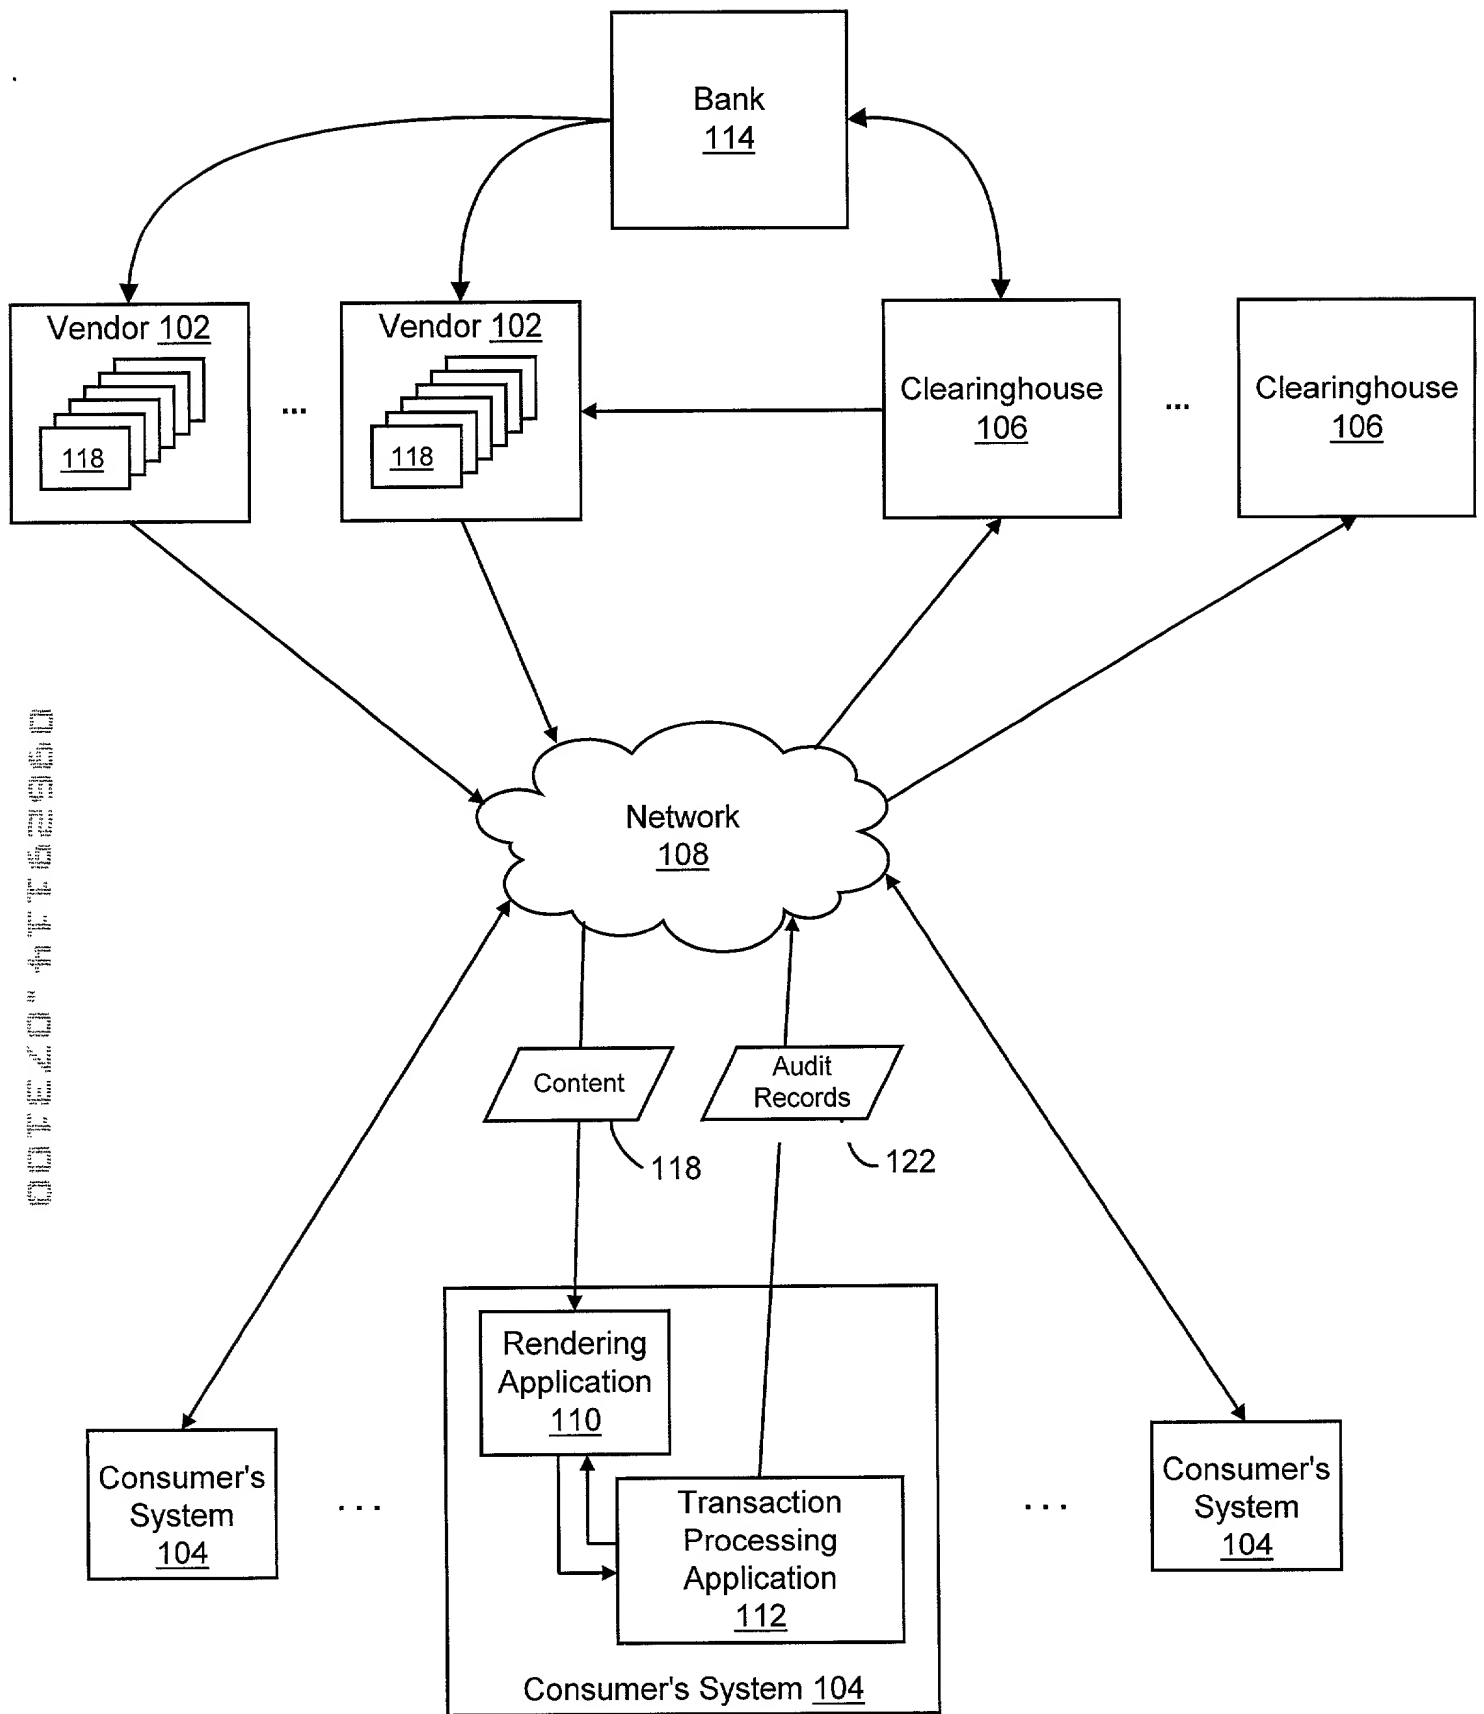 Bank
114
Vendor 102
118
...
Vendor 102
118
Clearinghouse
106
...
Clearinghouse
106
Network
108
Content
118
Audit
Records
122
Rendering
Application
110
Transaction
Processing
Application
112
Consumer's System 104
Consumer's
System
104
...
...
Consumer's
System
104